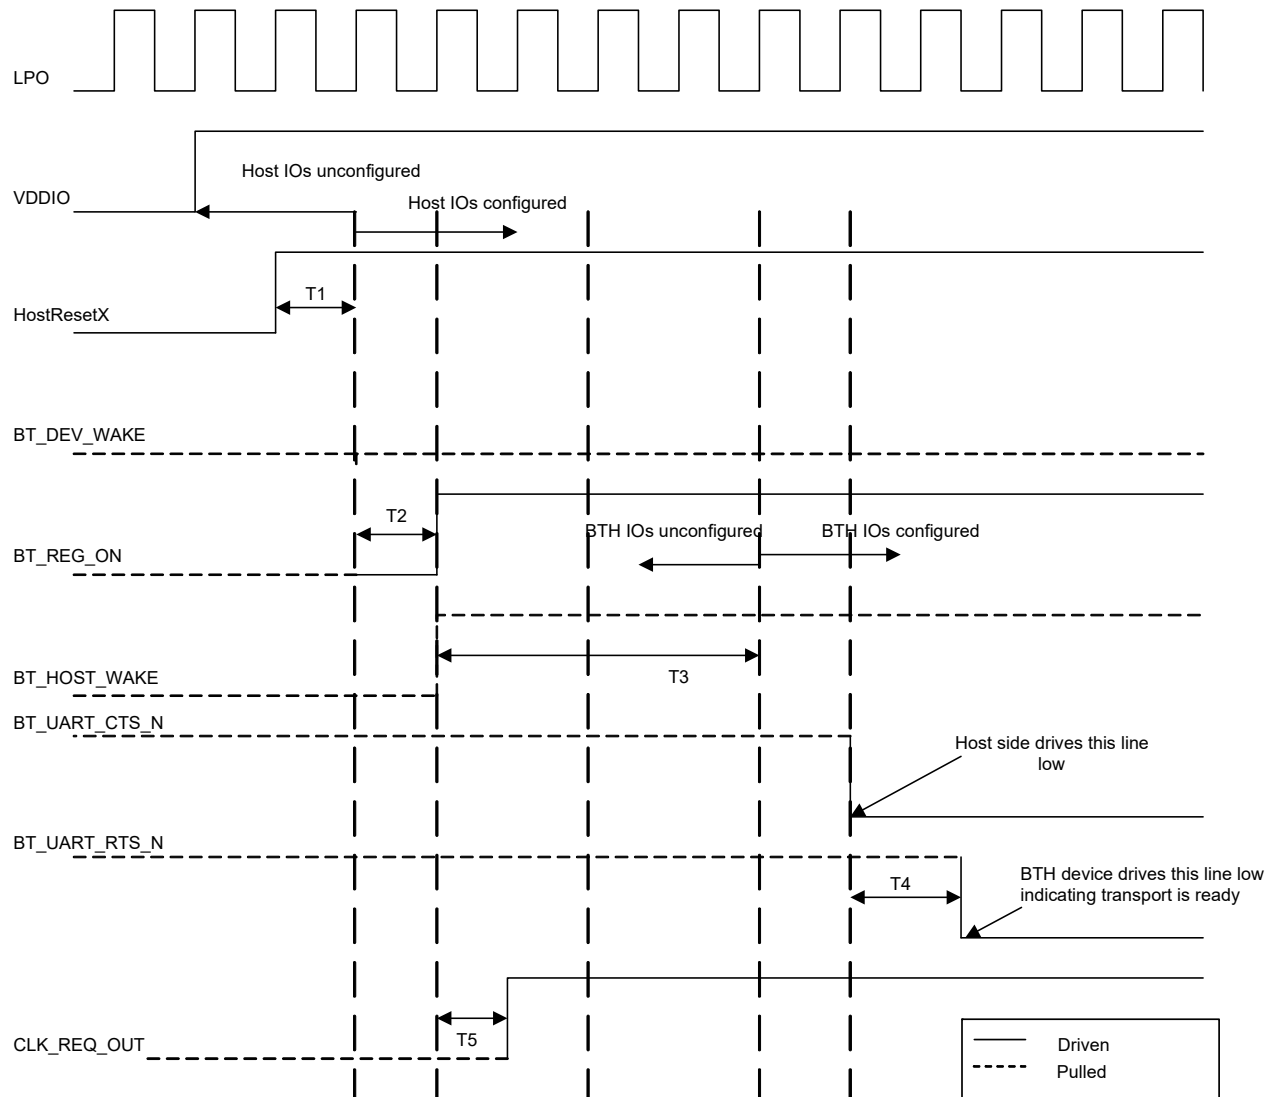 LPO
Host IOs unconfigured
VDDIO
Host IOs configured
T1
HostResetX
BT_DEV_WAKE
T2
BTH IOs unconfigured
BTH IOs configured
BT_REG_ON
T3
BT_HOST_WAKE
BT_UART_CTS_N
Host side drives this line
low
BT_UART_RTS_N
T4
BTH device drives this line low
indicating transport is ready
T5
CLK_REQ_OUT
Driven
Pulled